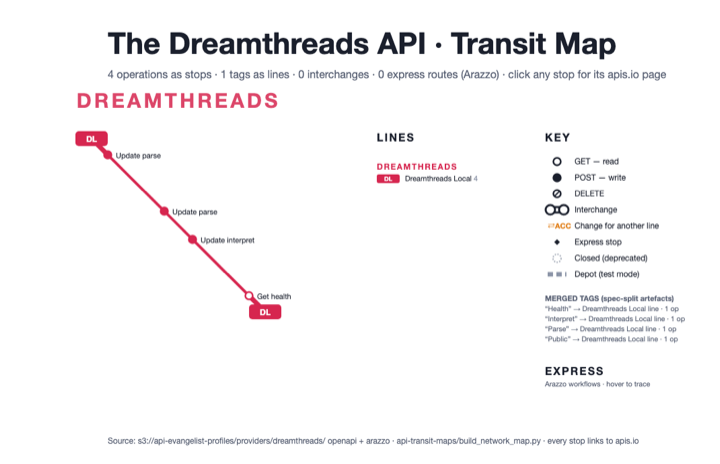 The Dreamthreads API · Transit Map
4 operations as stops · 1 tags as lines · 0 interchanges · 0 express routes (Arazzo) · click any stop for its apis.io page
DREAMTHREADS
DL
Update parse
Update parse
Update interpret
Get health
DL
LINES
DREAMTHREADS
DL Dreamthreads Local 4
KEY
GET — read
POST — write
DELETE
Interchange
⇄ACC Change for another line
Express stop
Closed (deprecated)
Depot (test mode)
MERGED TAGS (spec-split artefacts)
"Health" → Dreamthreads Local line · 1 op
"Interpret" → Dreamthreads Local line · 1 op
"Parse" → Dreamthreads Local line · 1 op
"Public" → Dreamthreads Local line · 1 op
EXPRESS
Arazzo workflows · hover to trace
Source: s3://api-evangelist-profiles/providers/dreamthreads/ openapi + arazzo · api-transit-maps/build_network_map.py · every stop links to apis.io